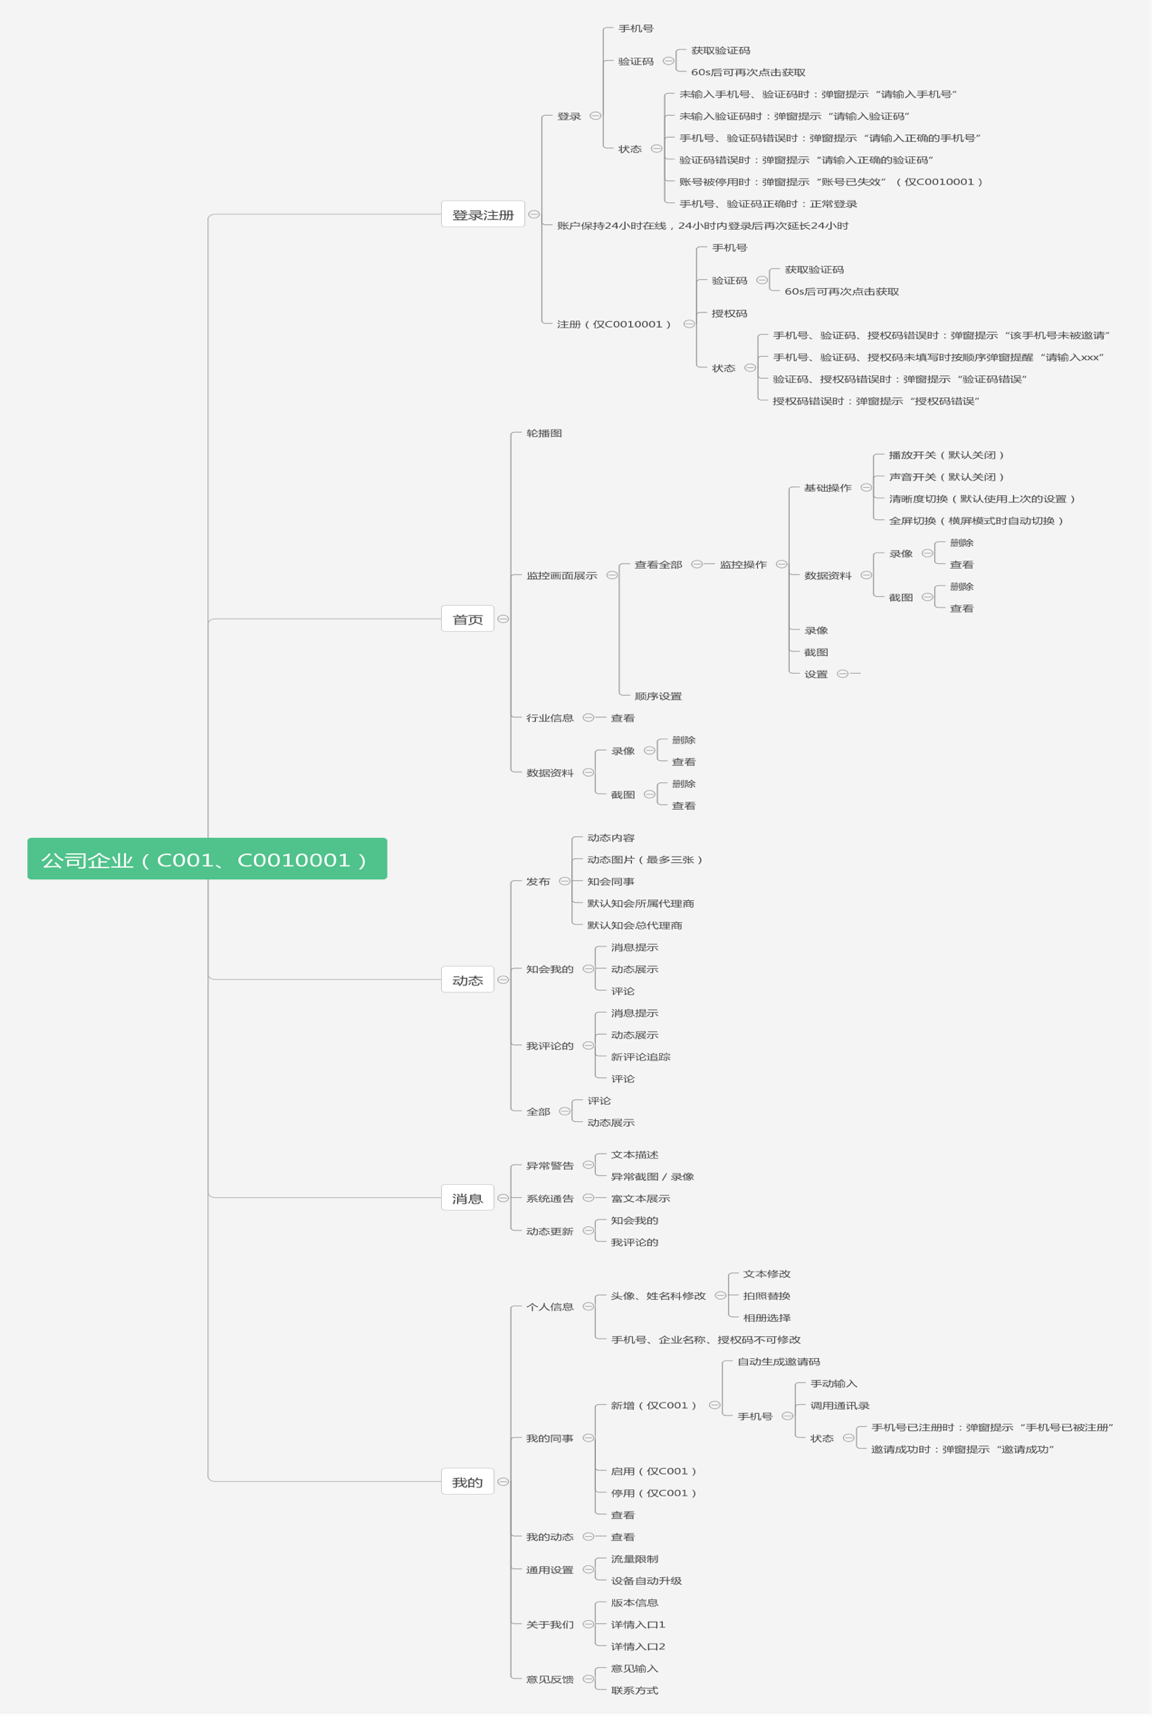 公司企业（C001、C0010001）
登录注册
登录
手机号
验证码
获取验证码
60s后可再次点击获取
状态
未输入手机号、验证码时：弹窗提示“请输入手机号”
未输入验证码时：弹窗提示“请输入验证码”
手机号、验证码错误时：弹窗提示“请输入正确的手机号”
验证码错误时：弹窗提示“请输入正确的验证码”
账号被停用时：弹窗提示“账号已失效”（仅C0010001）
手机号、验证码正确时：正常登录
账户保持24小时在线，24小时内登录后再次延长24小时
注册（仅C0010001）
手机号
验证码
获取验证码
60s后可再次点击获取
授权码
状态
手机号、验证码、授权码错误时：弹窗提示“该手机号未被邀请”
手机号、验证码、授权码未填写时按顺序弹窗提醒“请输入xxx”
验证码、授权码错误时：弹窗提示“验证码错误”
授权码错误时：弹窗提示“授权码错误”
首页
轮播图
监控画面展示
查看全部
监控操作
基础操作
播放开关（默认关闭）
声音开关（默认关闭）
清晰度切换（默认使用上次的设置）
全屏切换（横屏模式时自动切换）
数据资料
录像
删除
查看
截图
删除
查看
录像
截图
设置
顺序设置
行业信息
查看
数据资料
录像
删除
查看
截图
删除
查看
动态
发布
动态内容
动态图片（最多三张）
知会同事
默认知会所属代理商
默认知会总代理商
知会我的
消息提示
动态展示
评论
我评论的
消息提示
动态展示
新评论追踪
评论
全部
评论
动态展示
消息
异常警告
文本描述
异常截图 / 录像
系统通告
富文本展示
动态更新
知会我的
我评论的
我的
个人信息
头像、姓名科修改
文本修改
拍照替换
相册选择
手机号、企业名称、授权码不可修改
我的同事
新增（仅C001）
自动生成邀请码
手机号
手动输入
调用通讯录
状态
手机号已注册时：弹窗提示“手机号已被注册”
邀请成功时：弹窗提示“邀请成功”
启用（仅C001）
停用（仅C001）
查看
我的动态
查看
通用设置
流量限制
设备自动升级
关于我们
版本信息
详情入口1
详情入口2
意见反馈
意见输入
联系方式